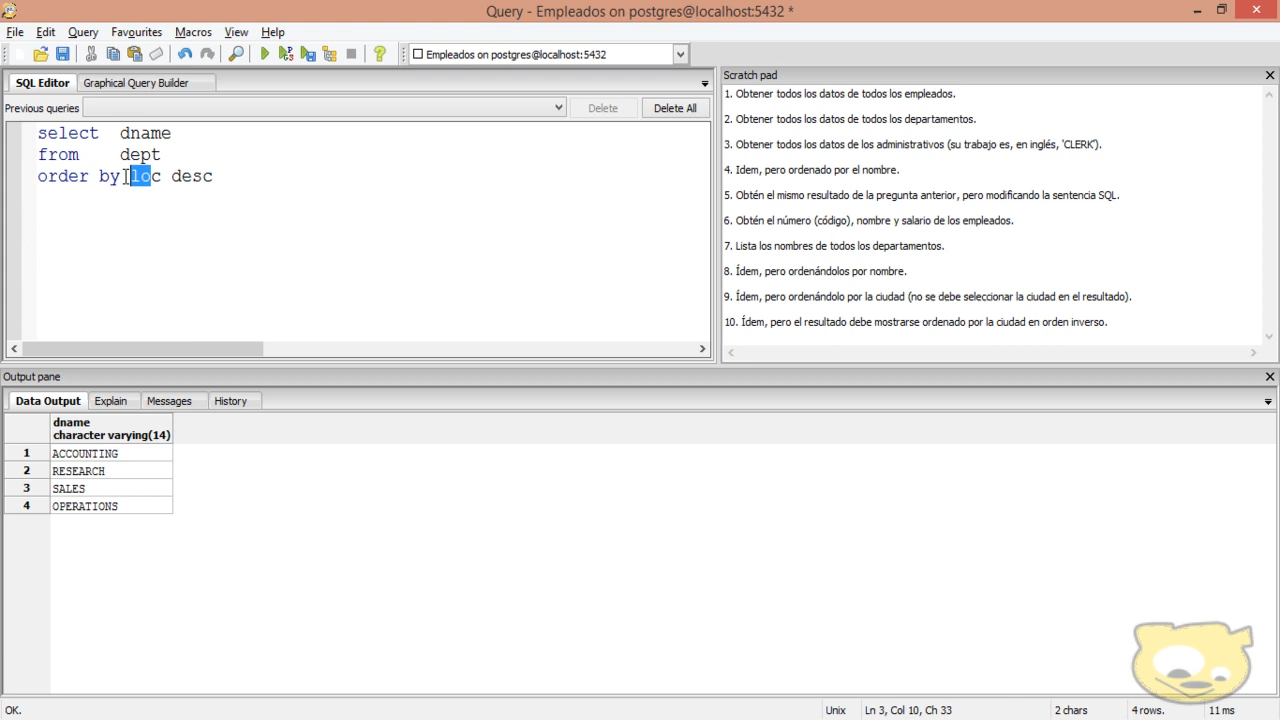 Query - Empleados on postgres@localhost:5432 *
File Edit Query Favourites Macros View Help
Empleados on postgres@localhost:5432
SQL Editor Graphical Query Builder
Previous queries Delete Delete All
select dname
from dept
order by loc desc
Scratch pad
1. Obtener todos los datos de todos los empleados.
2. Obtener todos los datos de todos los departamentos.
3. Obtener todos los datos de los administrativos (su trabajo es, en inglés, 'CLERK').
4. Idem, pero ordenado por el nombre.
5. Obtén el mismo resultado de la pregunta anterior, pero modificando la sentencia SQL.
6. Obtén el número (código), nombre y salario de los empleados.
7. Lista los nombres de todos los departamentos.
8. Ídem, pero ordenándolos por nombre.
9. Ídem, pero ordenándolo por la ciudad (no se debe seleccionar la ciudad en el resultado).
10. Ídem, pero el resultado debe mostrarse ordenado por la ciudad en orden inverso.
Output pane
Data Output Explain Messages History
dname
character varying(14)
1 ACCOUNTING
2 RESEARCH
3 SALES
4 OPERATIONS
OK. Unix Ln 3, Col 10, Ch 33 2 chars 4 rows. 11 ms